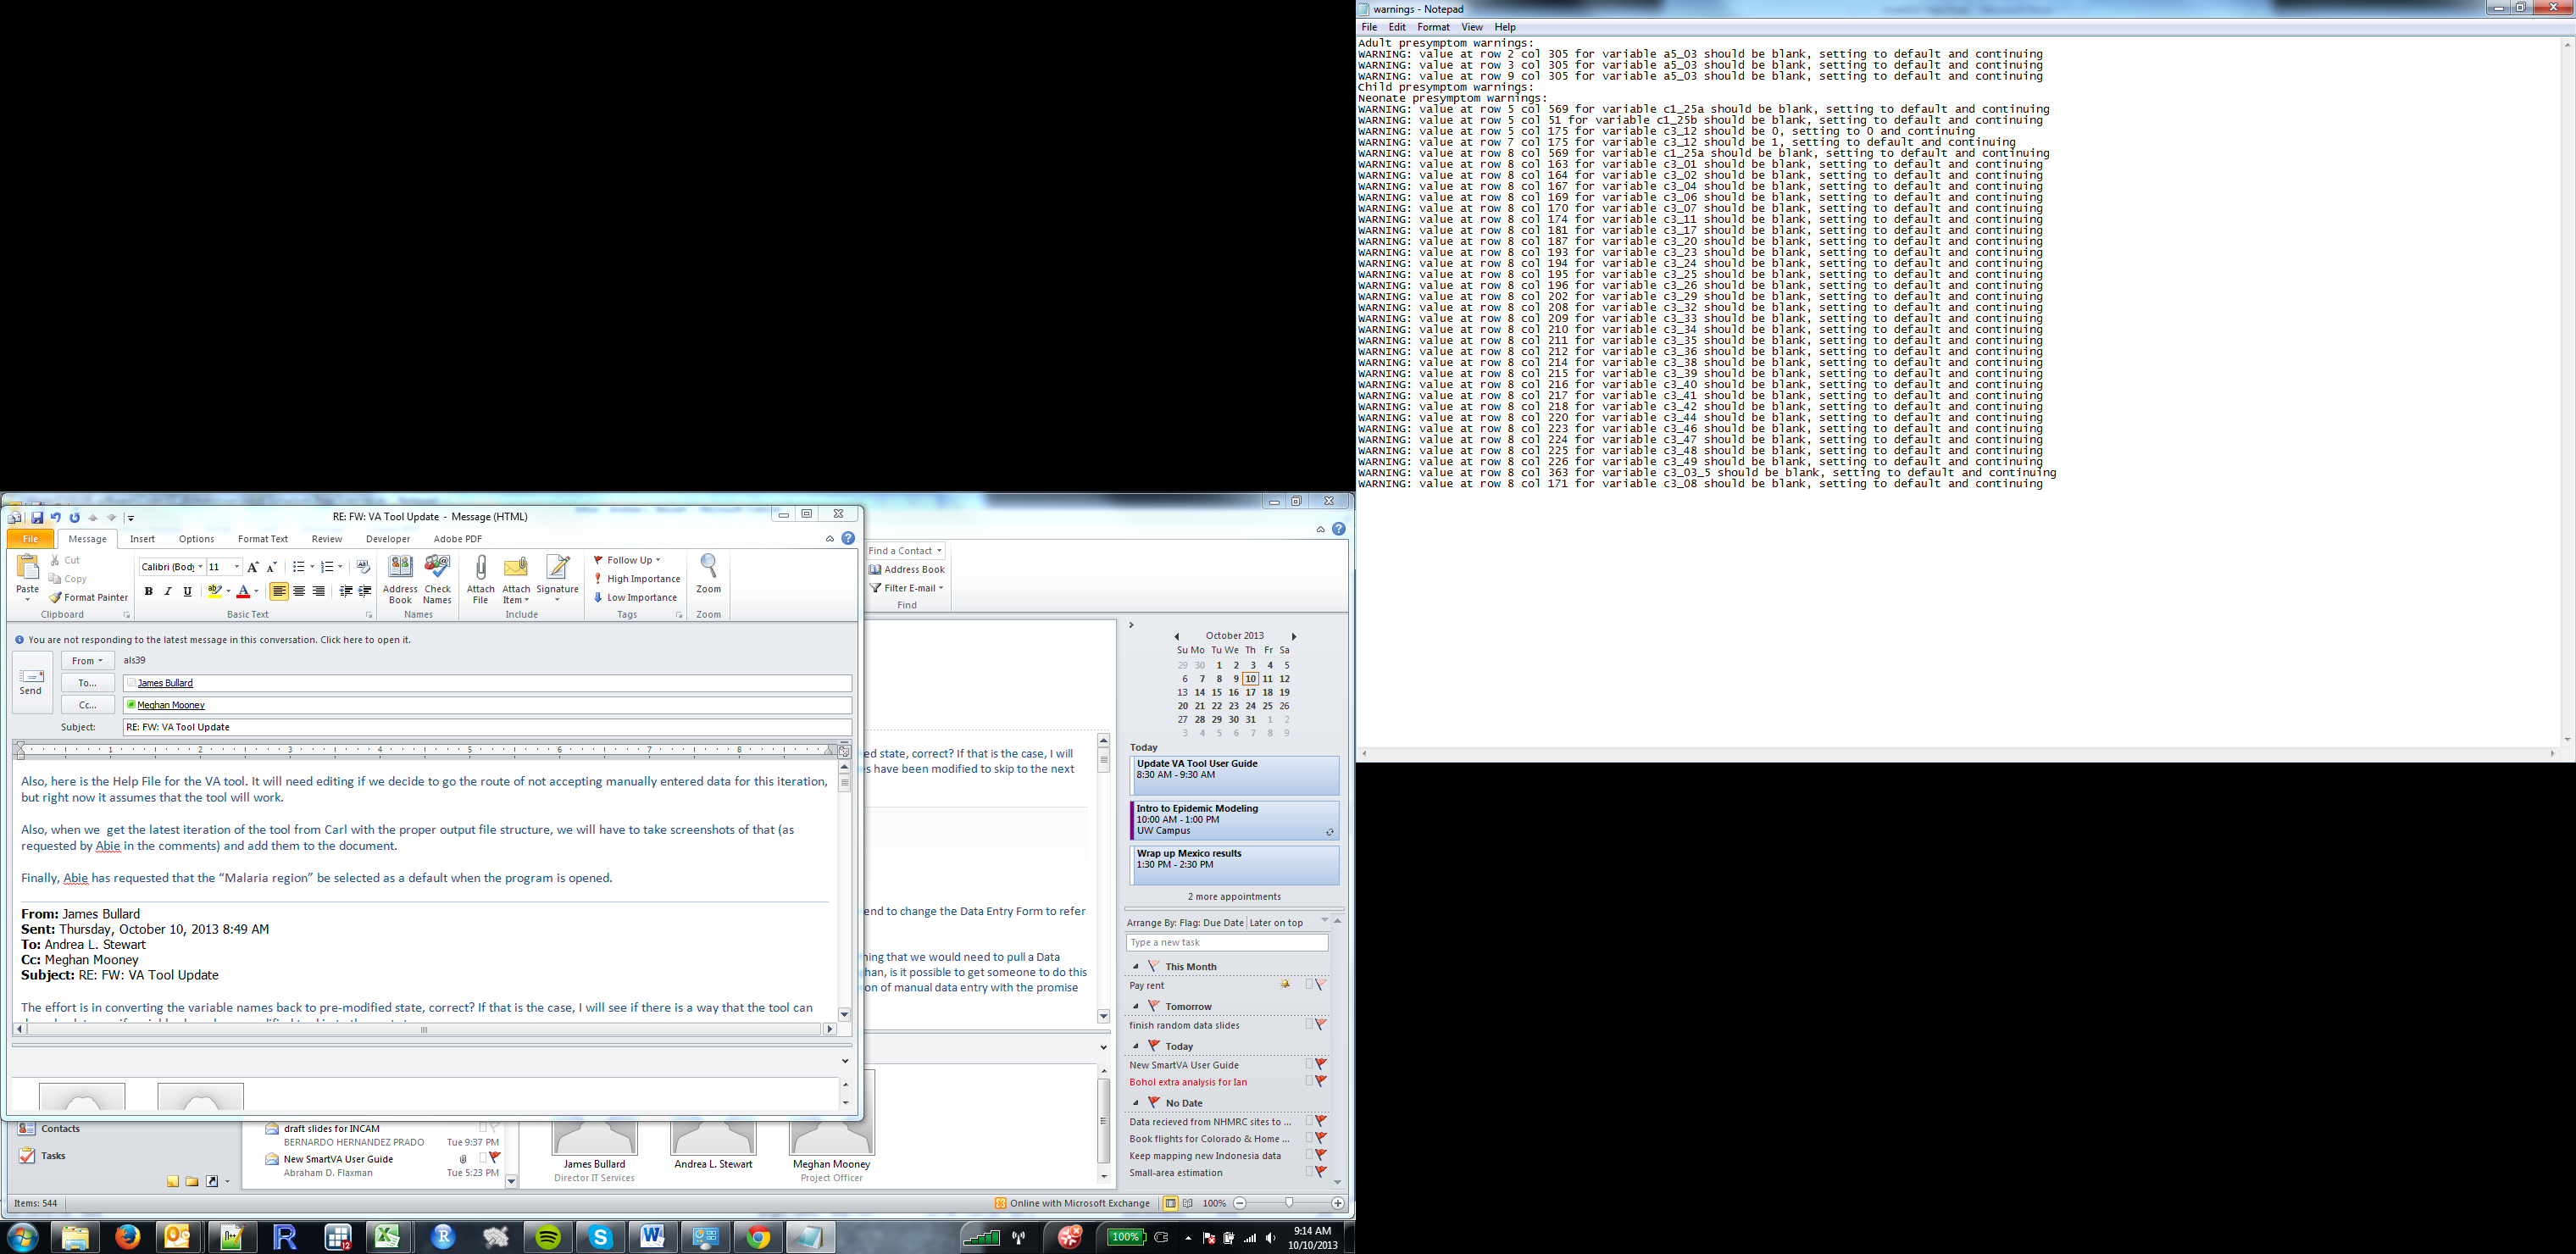 warnings - Notepad
File Edit Format View Help
Adult presymptom warnings:
WARNING: value at row 2 col 305 for variable a5_03 should be blank, setting to default and continuing
WARNING: value at row 3 col 305 for variable a5_03 should be blank, setting to default and continuing
WARNING: value at row 9 col 305 for variable a5_03 should be blank, setting to default and continuing
Child presymptom warnings:
Neonate presymptom warnings:
WARNING: value at row 5 col 569 for variable c1_25a should be blank, setting to default and continuing
WARNING: value at row 5 col 51 for variable c1_25b should be blank, setting to default and continuing
WARNING: value at row 5 col 175 for variable c3_12 should be 0, setting to 0 and continuing
WARNING: value at row 7 col 175 for variable c3_12 should be 1, setting to default and continuing
WARNING: value at row 8 col 569 for variable c1_25a should be blank, setting to default and continuing
WARNING: value at row 8 col 163 for variable c3_01 should be blank, setting to default and continuing
WARNING: value at row 8 col 164 for variable c3_02 should be blank, setting to default and continuing
WARNING: value at row 8 col 167 for variable c3_04 should be blank, setting to default and continuing
WARNING: value at row 8 col 169 for variable c3_06 should be blank, setting to default and continuing
WARNING: value at row 8 col 170 for variable c3_07 should be blank, setting to default and continuing
WARNING: value at row 8 col 174 for variable c3_11 should be blank, setting to default and continuing
WARNING: value at row 8 col 181 for variable c3_17 should be blank, setting to default and continuing
WARNING: value at row 8 col 187 for variable c3_20 should be blank, setting to default and continuing
WARNING: value at row 8 col 193 for variable c3_23 should be blank, setting to default and continuing
WARNING: value at row 8 col 194 for variable c3_24 should be blank, setting to default and continuing
WARNING: value at row 8 col 195 for variable c3_25 should be blank, setting to default and continuing
WARNING: value at row 8 col 196 for variable c3_26 should be blank, setting to default and continuing
WARNING: value at row 8 col 202 for variable c3_29 should be blank, setting to default and continuing
WARNING: value at row 8 col 208 for variable c3_32 should be blank, setting to default and continuing
WARNING: value at row 8 col 209 for variable c3_33 should be blank, setting to default and continuing
WARNING: value at row 8 col 210 for variable c3_34 should be blank, setting to default and continuing
WARNING: value at row 8 col 211 for variable c3_35 should be blank, setting to default and continuing
WARNING: value at row 8 col 212 for variable c3_36 should be blank, setting to default and continuing
WARNING: value at row 8 col 214 for variable c3_38 should be blank, setting to default and continuing
WARNING: value at row 8 col 215 for variable c3_39 should be blank, setting to default and continuing
WARNING: value at row 8 col 216 for variable c3_40 should be blank, setting to default and continuing
WARNING: value at row 8 col 217 for variable c3_41 should be blank, setting to default and continuing
WARNING: value at row 8 col 218 for variable c3_42 should be blank, setting to default and continuing
WARNING: value at row 8 col 220 for variable c3_44 should be blank, setting to default and continuing
WARNING: value at row 8 col 223 for variable c3_46 should be blank, setting to default and continuing
WARNING: value at row 8 col 224 for variable c3_47 should be blank, setting to default and continuing
WARNING: value at row 8 col 225 for variable c3_48 should be blank, setting to default and continuing
WARNING: value at row 8 col 226 for variable c3_49 should be blank, setting to default and continuing
WARNING: value at row 8 col 363 for variable c3_03_5 should be blank, setting to default and continuing
WARNING: value at row 8 col 171 for variable c3_08 should be blank, setting to default and continuing
RE: FW: VA Tool Update - Message (HTML)
File Message Insert Options Format Text Review Developer Adobe PDF
Paste Cut Copy Format Painter
Calibri (Body 11
B I U
Address Book Check Names
Attach File Attach Item Signature
Follow Up High Importance Low Importance
Zoom
Clipboard Basic Text Names Include Tags Zoom
You are not responding to the latest message in this conversation. Click here to open it.
Send
From als39
To... James Bullard
Cc... Meghan Mooney
Subject: RE: FW: VA Tool Update
1 2 3 4 5 6 7 8
Also, here is the Help File for the VA tool. It will need editing if we decide to go the route of not accepting manually entered data for this iteration,
but right now it assumes that the tool will work.
Also, when we get the latest iteration of the tool from Carl with the proper output file structure, we will have to take screenshots of that (as
requested by Abie in the comments) and add them to the document.
Finally, Abie has requested that the “Malaria region” be selected as a default when the program is opened.
From: James Bullard
Sent: Thursday, October 10, 2013 8:49 AM
To: Andrea L. Stewart
Cc: Meghan Mooney
Subject: RE: FW: VA Tool Update
The effort is in converting the variable names back to pre-modified state, correct? If that is the case, I will see if there is a way that the tool can
Find a Contact
Address Book
Filter E-mail
Find
ed state, correct? If that is the case, I will
s have been modified to skip to the next
end to change the Data Entry Form to refer
ning that we would need to pull a Data
han, is it possible to get someone to do this
on of manual data entry with the promise
October 2013
Su Mo Tu We Th Fr Sa
29 30 1 2 3 4 5
6 7 8 9 10 11 12
13 14 15 16 17 18 19
20 21 22 23 24 25 26
27 28 29 30 31 1 2
3 4 5 6 7 8 9
Today
Update VA Tool User Guide
8:30 AM - 9:30 AM
Intro to Epidemic Modeling
10:00 AM - 1:00 PM
UW Campus
Wrap up Mexico results
1:30 PM - 2:30 PM
2 more appointments
Arrange By: Flag: Due Date Later on top
Type a new task
This Month
Pay rent
Tomorrow
finish random data slides
Today
New SmartVA User Guide
Bohol extra analysis for Ian
No Date
Data recieved from NHMRC sites to ...
Book flights for Colorado & Home ...
Keep mapping new Indonesia data
Small-area estimation
Contacts
Tasks
draft slides for INCAM
BERNARDO HERNANDEZ PRADO Tue 9:37 PM
New SmartVA User Guide
Abraham D. Flaxman Tue 5:23 PM
James Bullard
Director IT Services
Andrea L. Stewart
Meghan Mooney
Project Officer
Items: 544
Online with Microsoft Exchange
100%
100%
9:14 AM
10/10/2013